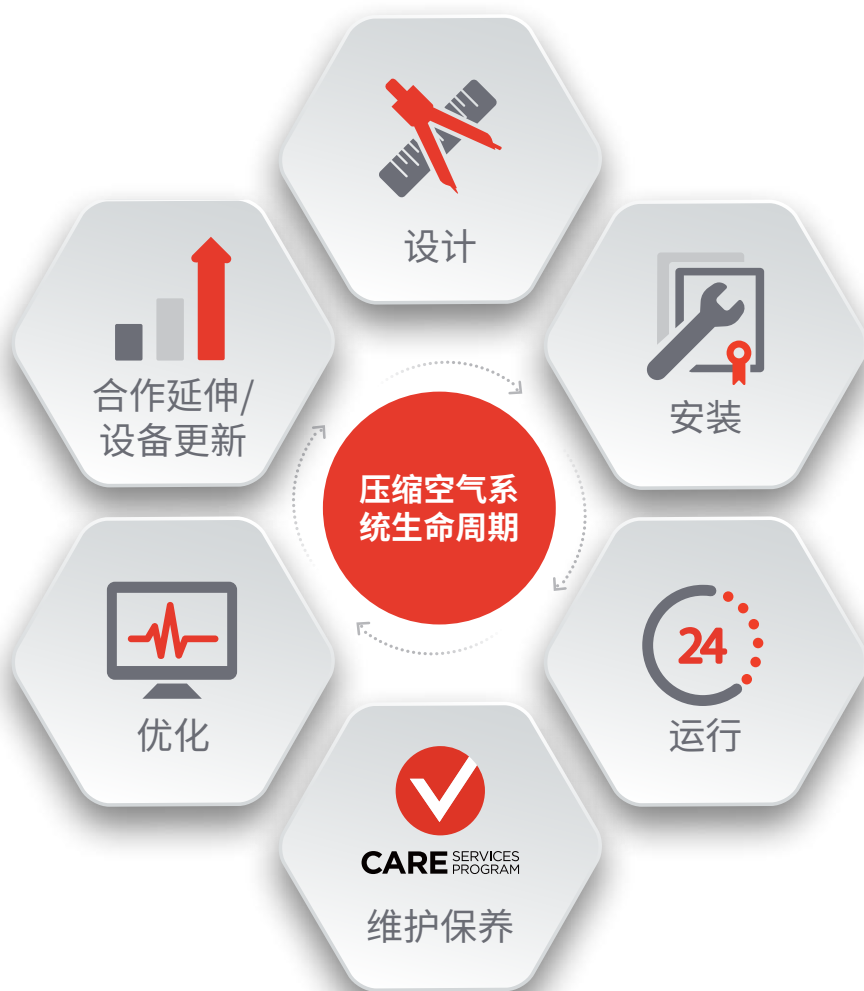 设计
合作延伸/
设备更新
安装
压缩空气系
统生命周期
优化
24
运行
CARE SERVICES
PROGRAM
维护保养